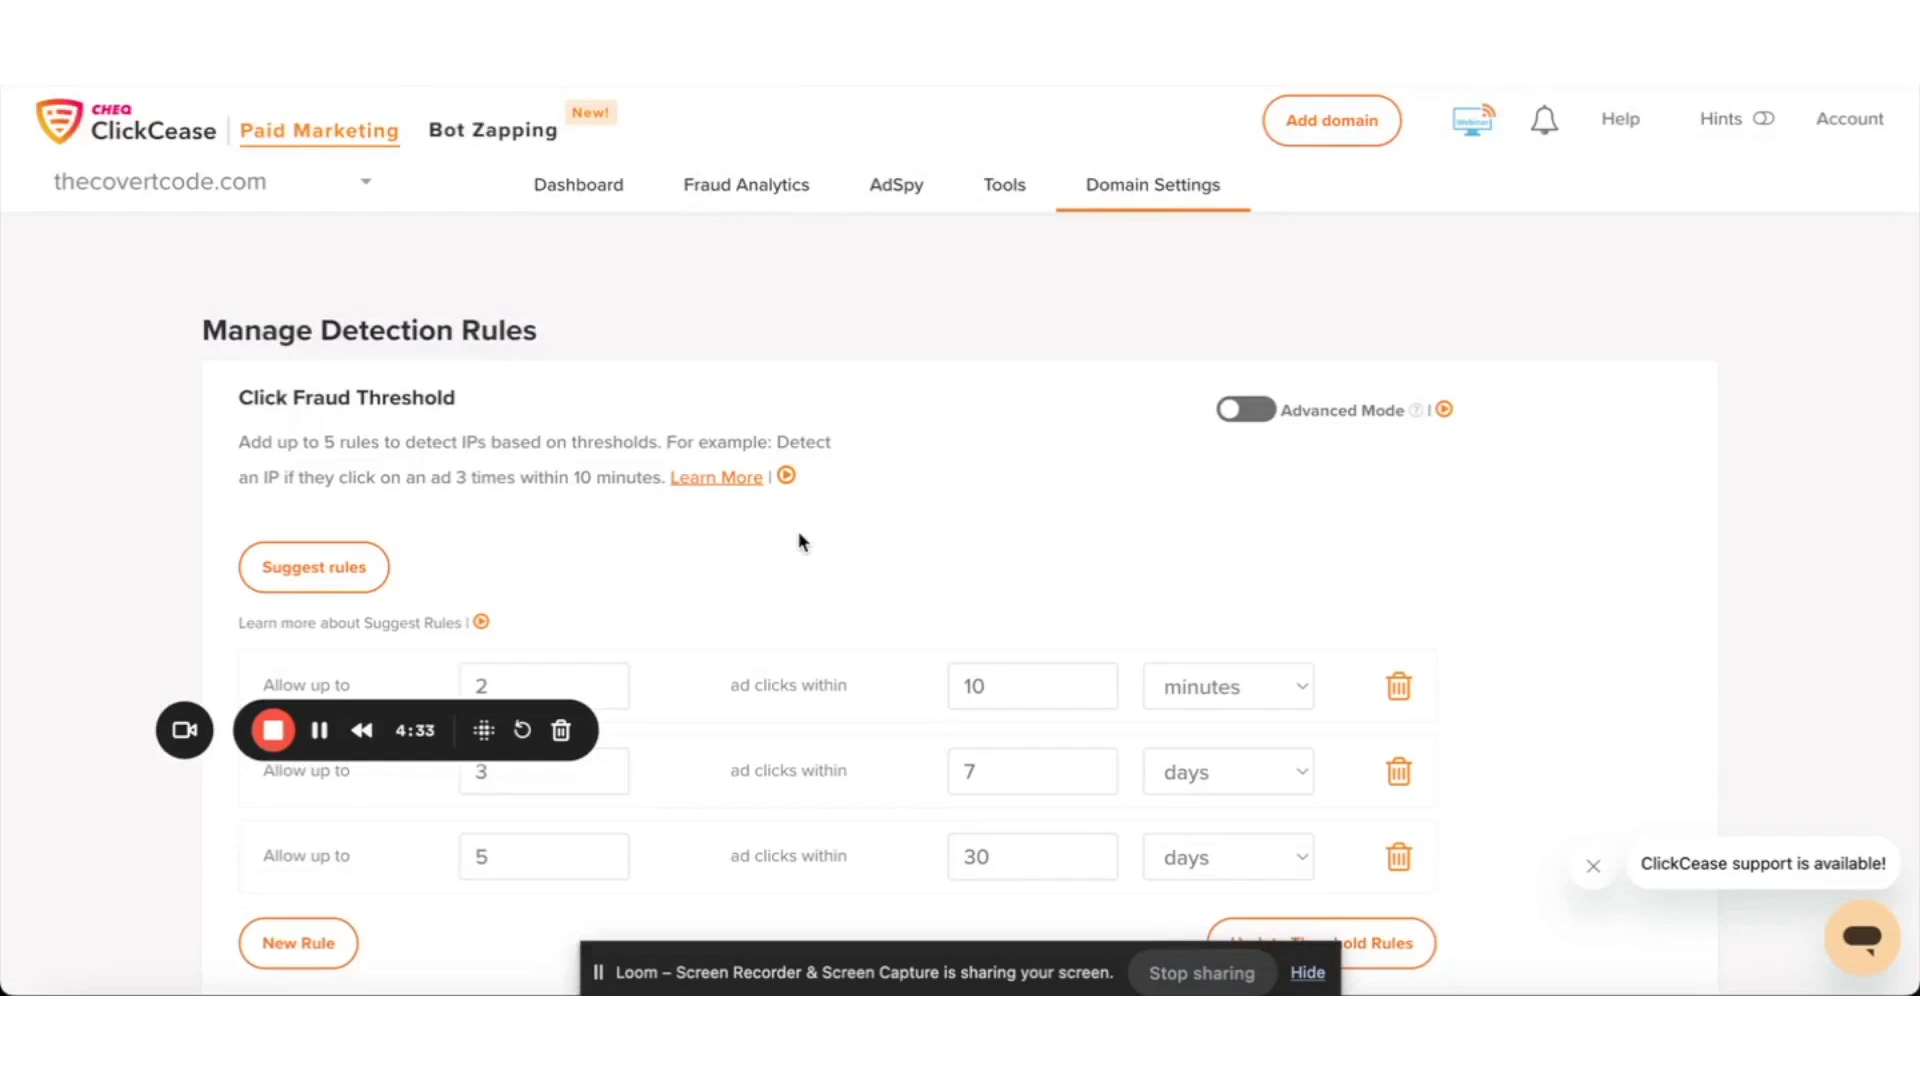 CHEQ
ClickCease
Paid Marketing
Bot Zapping
New!
Add domain
Webinar
Help
Hints
Account
thecovertcode.com
Dashboard
Fraud Analytics
AdSpy
Tools
Domain Settings
Manage Detection Rules
Click Fraud Threshold
Advanced Mode ? |
Add up to 5 rules to detect IPs based on thresholds. For example: Detect
an IP if they click on an ad 3 times within 10 minutes. Learn More |
Suggest rules
Learn more about Suggest Rules |
Allow up to 2 ad clicks within 10 minutes
4:33
Allow up to 3 ad clicks within 7 days
Allow up to 5 ad clicks within 30 days
ClickCease support is available!
New Rule
old Rules
Loom – Screen Recorder & Screen Capture is sharing your screen.
Stop sharing
Hide